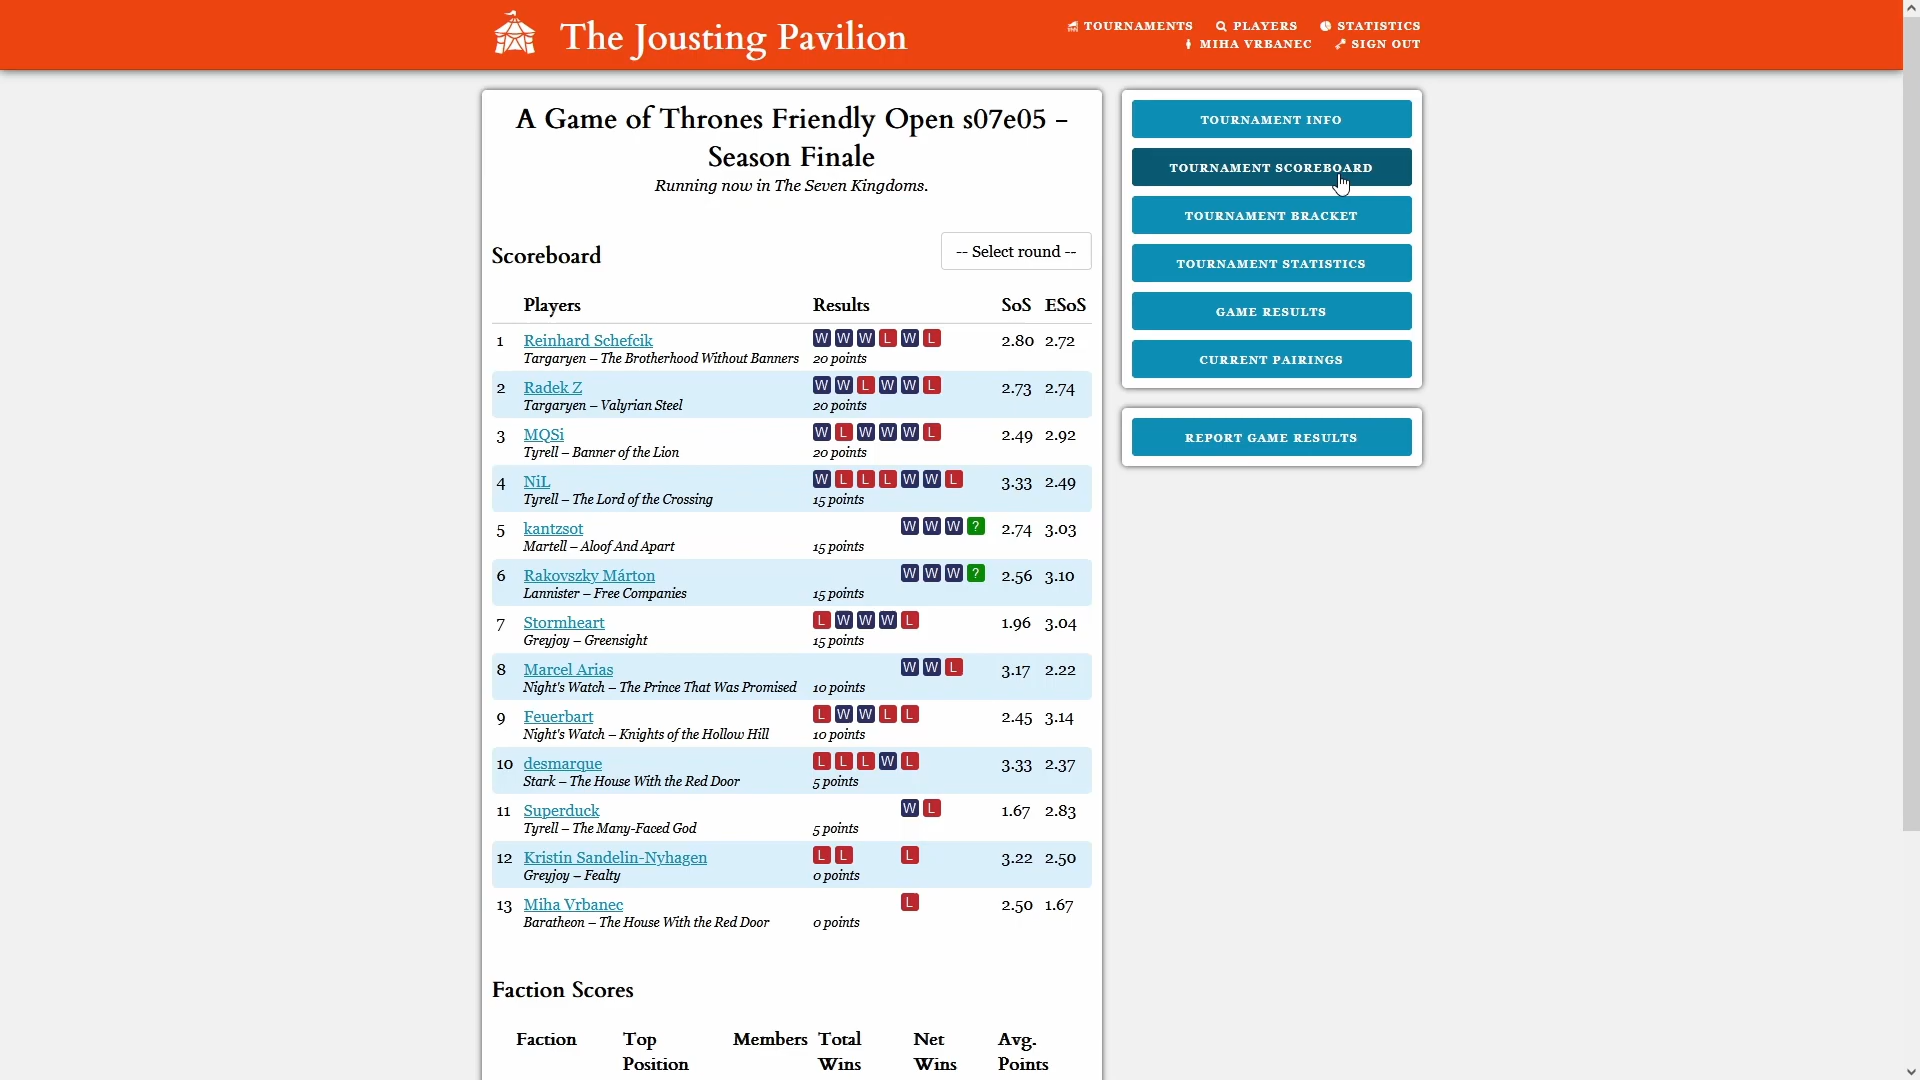 The Jousting Pavilion
TOURNAMENTS PLAYERS STATISTICS
MIHA VRBANEC SIGN OUT
A Game of Thrones Friendly Open s07e05 –
Season Finale
Running now in The Seven Kingdoms.
Scoreboard
-- Select round --
Players Results SoS ESoS
1 Reinhard Schefcik W W W L W L 2.80 2.72
Targaryen – The Brotherhood Without Banners 20 points
2 Radek Z W W L W W L 2.73 2.74
Targaryen – Valyrian Steel 20 points
3 MQSi W L W W W L 2.49 2.92
Tyrell – Banner of the Lion 20 points
4 NiL W L L L W W L 3.33 2.49
Tyrell – The Lord of the Crossing 15 points
5 kantzsot W W W ? 2.74 3.03
Martell – Aloof And Apart 15 points
6 Rakovszky Márton W W W ? 2.56 3.10
Lannister – Free Companies 15 points
7 Stormheart L W W W L 1.96 3.04
Greyjoy – Greensight 15 points
8 Marcel Arias W W L 3.17 2.22
Night's Watch – The Prince That Was Promised 10 points
9 Feuerbart L W W L L 2.45 3.14
Night's Watch – Knights of the Hollow Hill 10 points
10 desmarque L L L W L 3.33 2.37
Stark – The House With the Red Door 5 points
11 Superduck W L 1.67 2.83
Tyrell – The Many-Faced God 5 points
12 Kristin Sandelin-Nyhagen L L L 3.22 2.50
Greyjoy – Fealty 0 points
13 Miha Vrbanec L 2.50 1.67
Baratheon – The House With the Red Door 0 points
Faction Scores
Faction Top Members Total Net Avg.
Position Wins Wins Points
TOURNAMENT INFO
TOURNAMENT SCOREBOARD
TOURNAMENT BRACKET
TOURNAMENT STATISTICS
GAME RESULTS
CURRENT PAIRINGS
REPORT GAME RESULTS